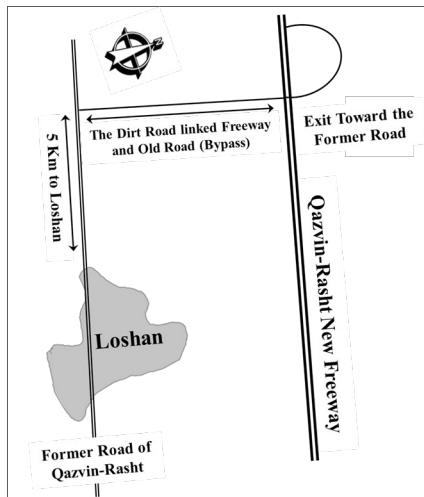 The Dirt Road linked Freeway
and Old Road (Bypass)
Exit Toward the
Former Road
5 Km to Loshan
Qazvin-Rasht New Freeway
Loshan
Former Road of
Qazvin-Rasht